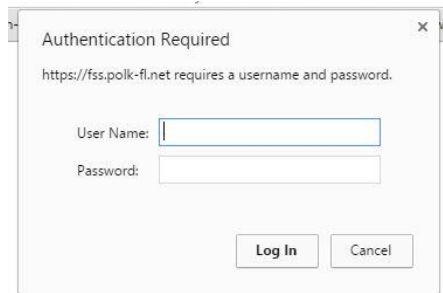 Authentication Required
https://fss.polk-fl.net requires a username and password.
User Name:
Password:
Log In
Cancel